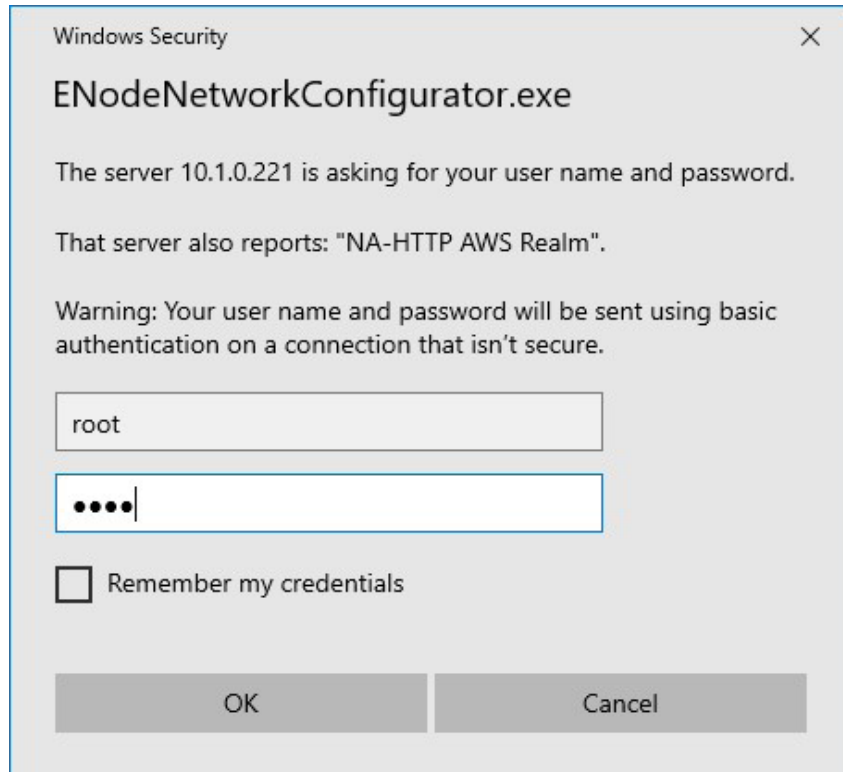 Windows Security
ENodeNetworkConfigurator.exe
The server 10.1.0.221 is asking for your user name and password.
That server also reports: "NA-HTTP AWS Realm".
Warning: Your user name and password will be sent using basic
authentication on a connection that isn’t secure.
root
••••
Remember my credentials
OK Cancel